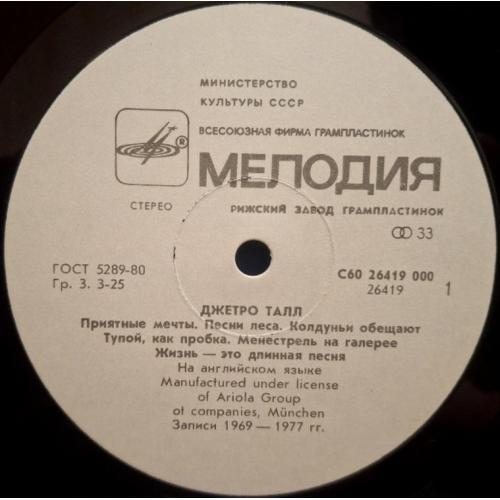 МИНИСТЕРСТВО
КУЛЬТУРЫ СССР
ВСЕСОЮЗНАЯ ФИРМА ГРАМПЛАСТИНОК
®
МЕЛОДИЯ
СТЕРЕО
РИЖСКИЙ ЗАВОД ГРАМПЛАСТИНОК
33
ГОСТ 5289-80
Гр. 3. 3-25
С60 26419 000
26419
1
ДЖЕТРО ТАЛЛ
Приятные мечты. Песни леса. Колдуньи обещают
Тупой, как пробка. Менестрель на галерее
Жизнь — это длинная песня
На английском языке
Manufactured under license
of Ariola Group
of companies, München
Записи 1969 — 1977 гг.